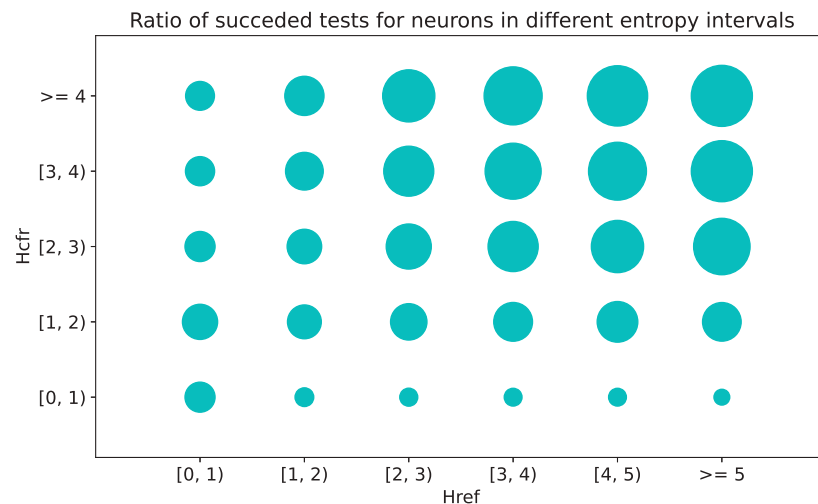 Ratio of succeded tests for neurons in different entropy intervals
>= 4
[3, 4)
[2, 3)
[1, 2)
[0, 1)
Hcfr
[0, 1) [1, 2) [2, 3) [3, 4) [4, 5) >= 5
Href